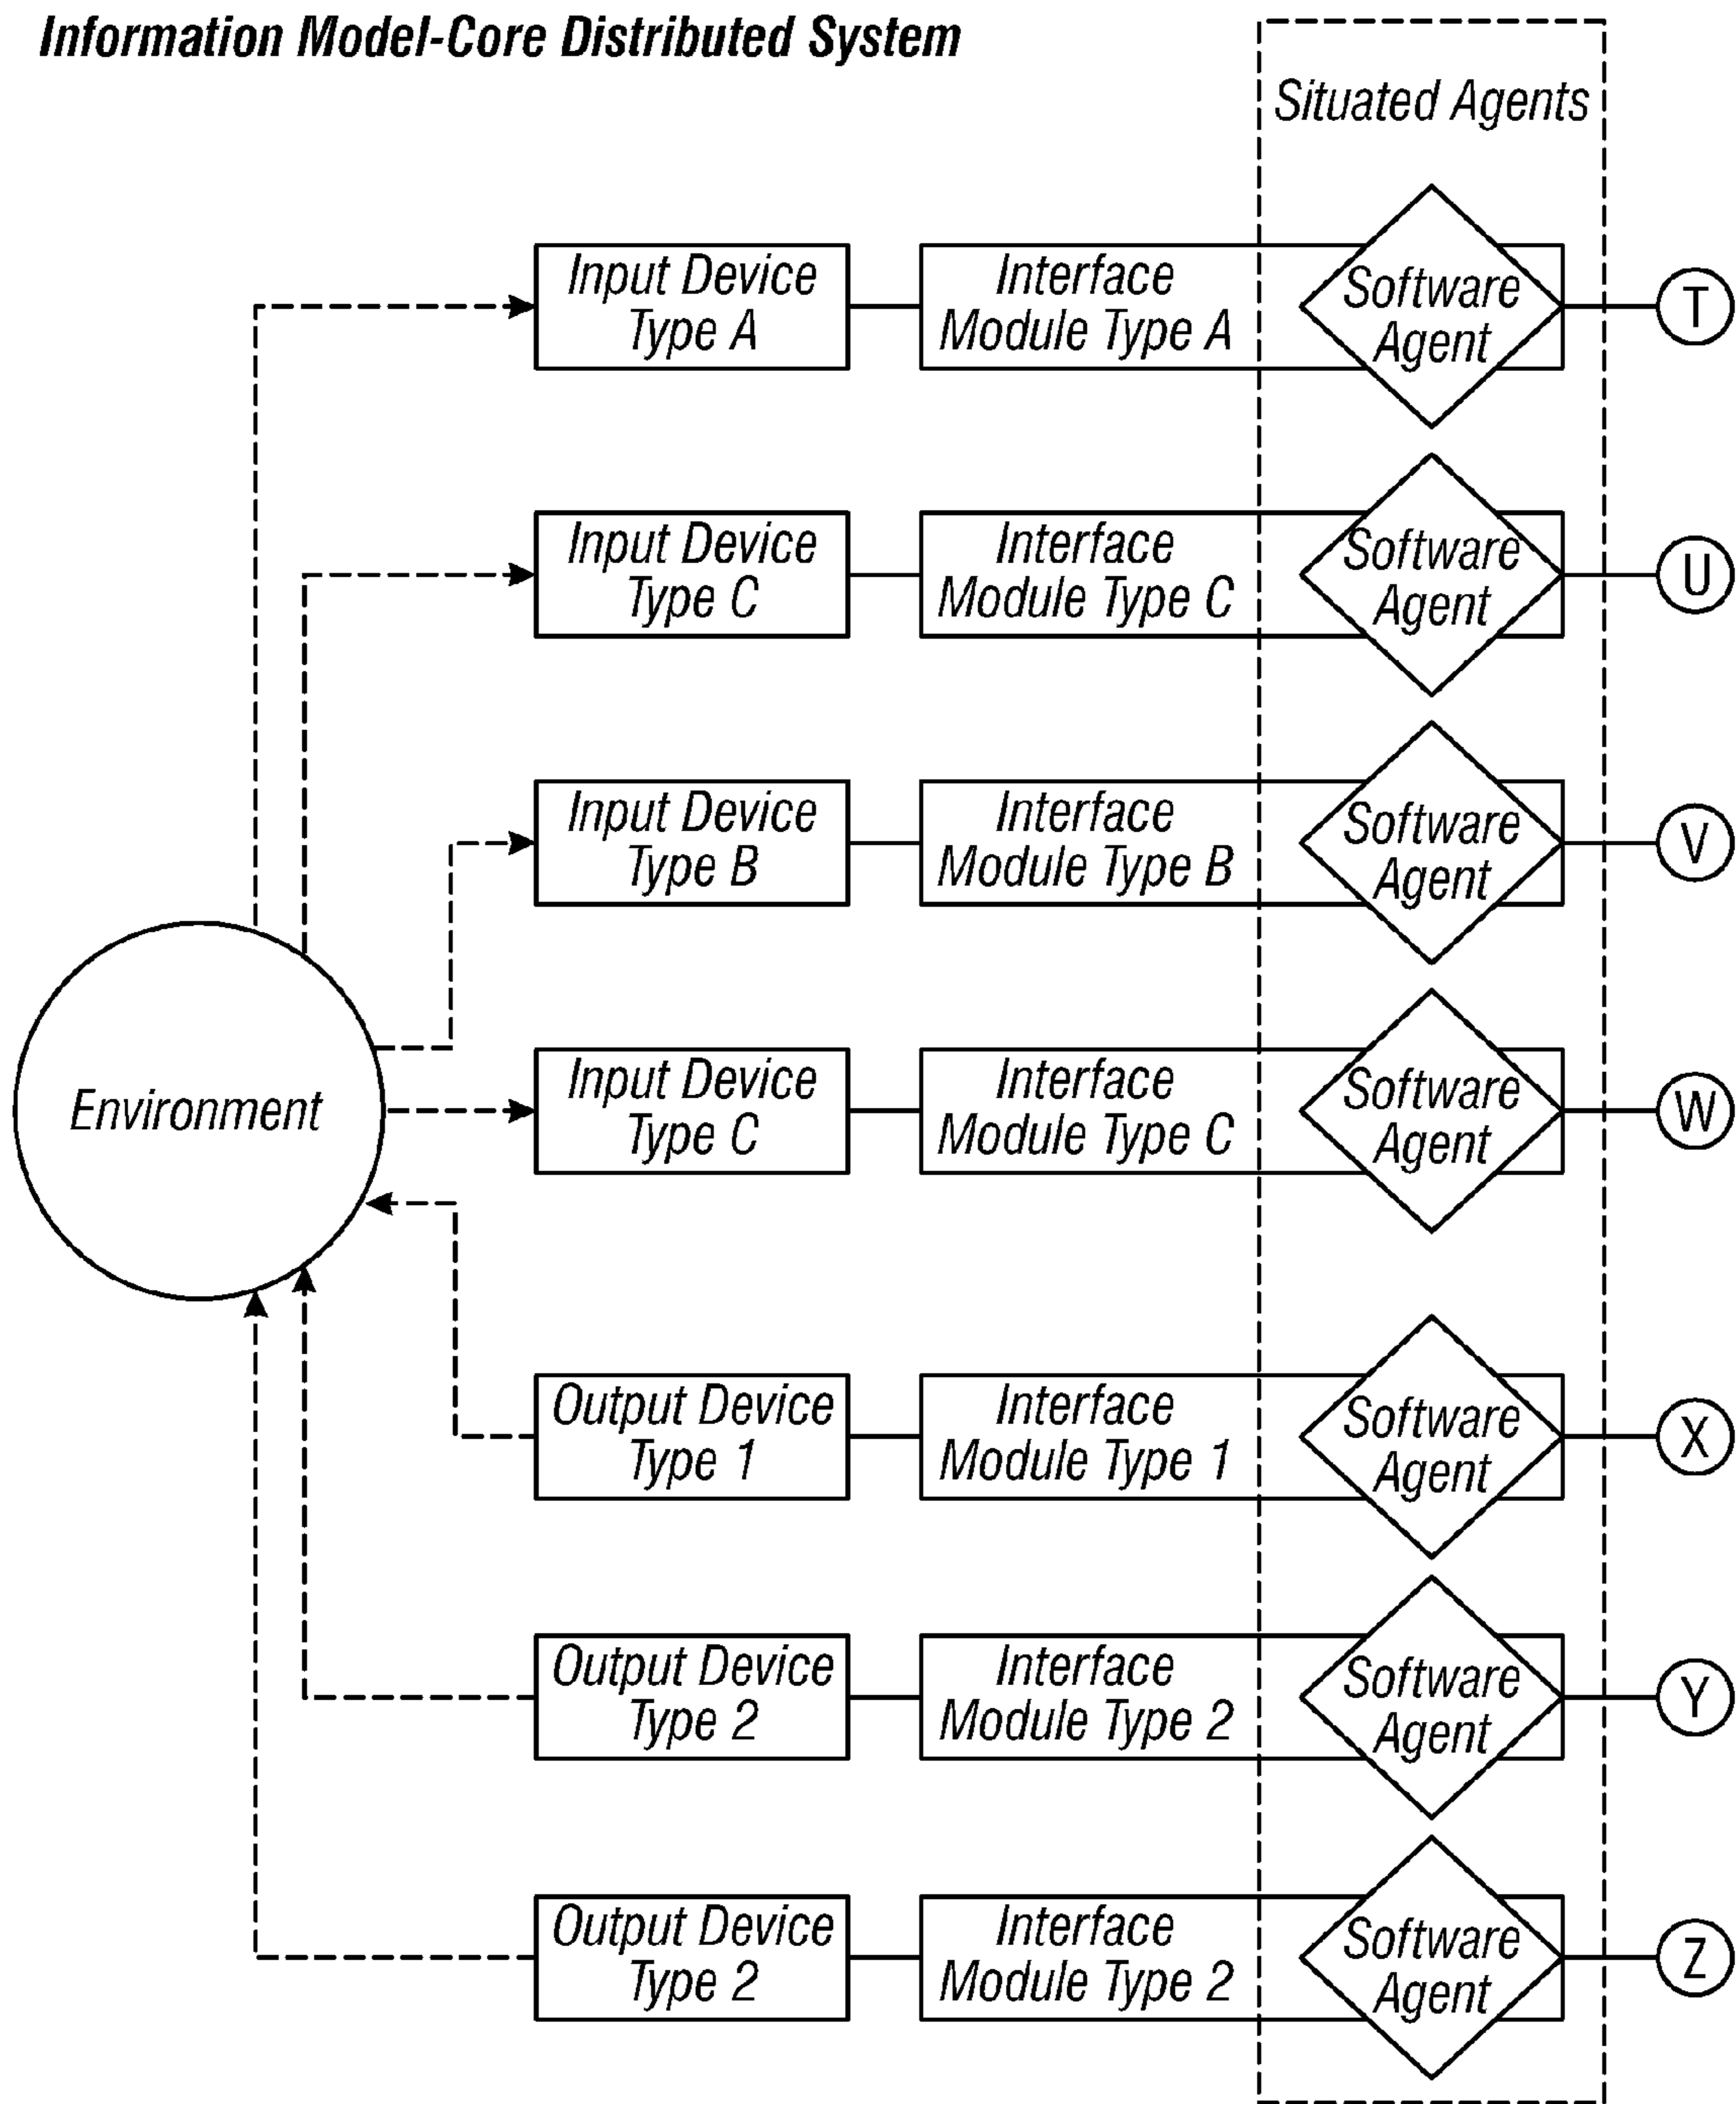 Information Model-Core Distributed System
Situated Agents
Input Device
Type A
Interface
Module Type A
Software
Agent
T
Input Device
Type C
Interface
Module Type C
Software
Agent
U
Input Device
Type B
Interface
Module Type B
Software
Agent
V
Environment
Input Device
Type C
Interface
Module Type C
Software
Agent
W
Output Device
Type 1
Interface
Module Type 1
Software
Agent
X
Output Device
Type 2
Interface
Module Type 2
Software
Agent
Y
Output Device
Type 2
Interface
Module Type 2
Software
Agent
Z